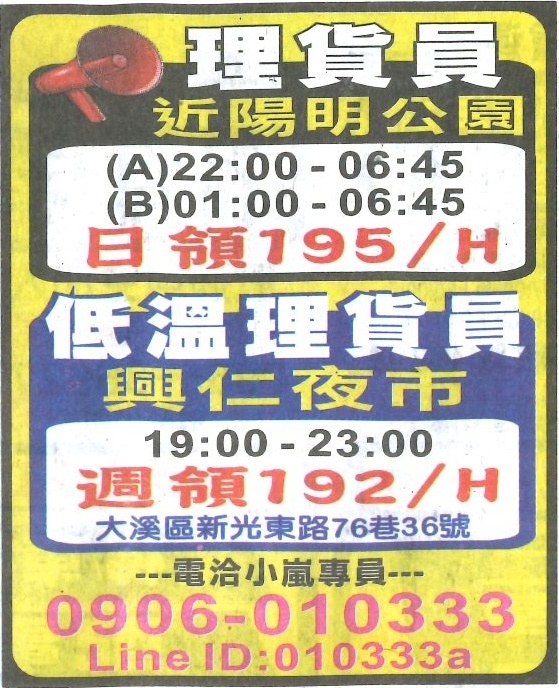 理貨員
近陽明公園
(A)22:00 - 06:45
(B)01:00 - 06:45
日領195/H
低溫理貨員
興仁夜市
19:00 - 23:00
週領192/H
大溪區新光東路76巷36號
---電洽小嵐專員---
0906-010333
Line ID:010333a